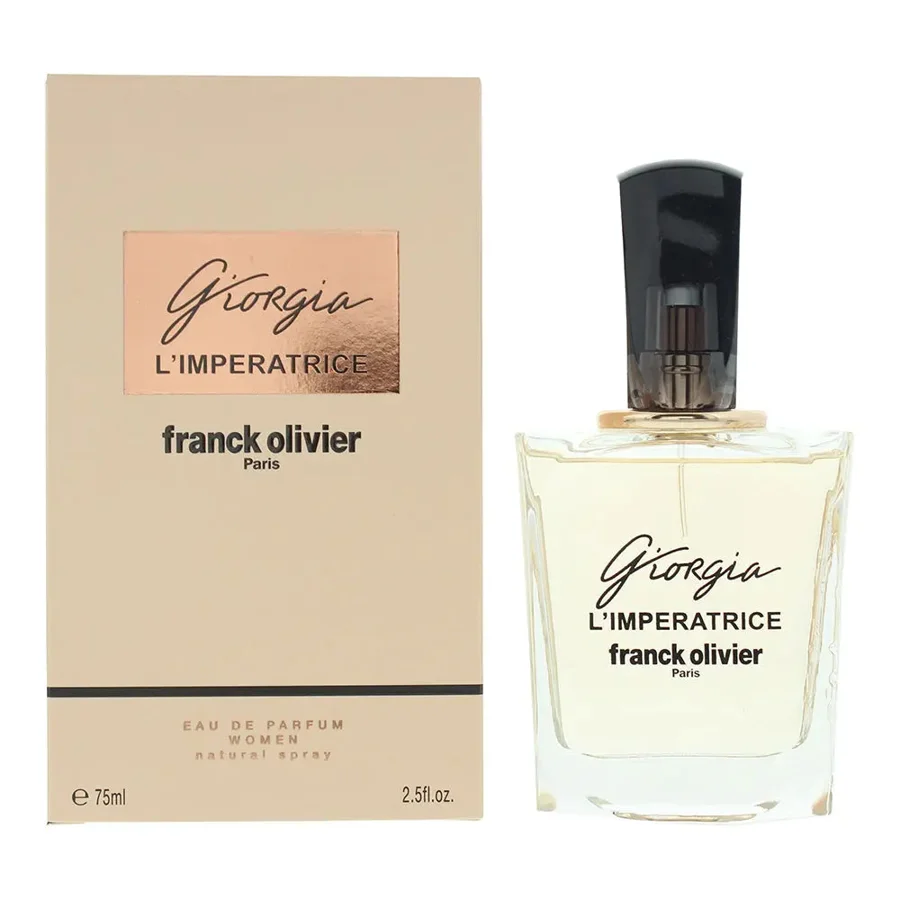 Giorgia
L'IMPERATRICE
franck olivier
Paris
EAU DE PARFUM
WOMEN
natural spray
e 75ml 2.5fl.oz.
Giorgia
L'IMPERATRICE
franck olivier
Paris